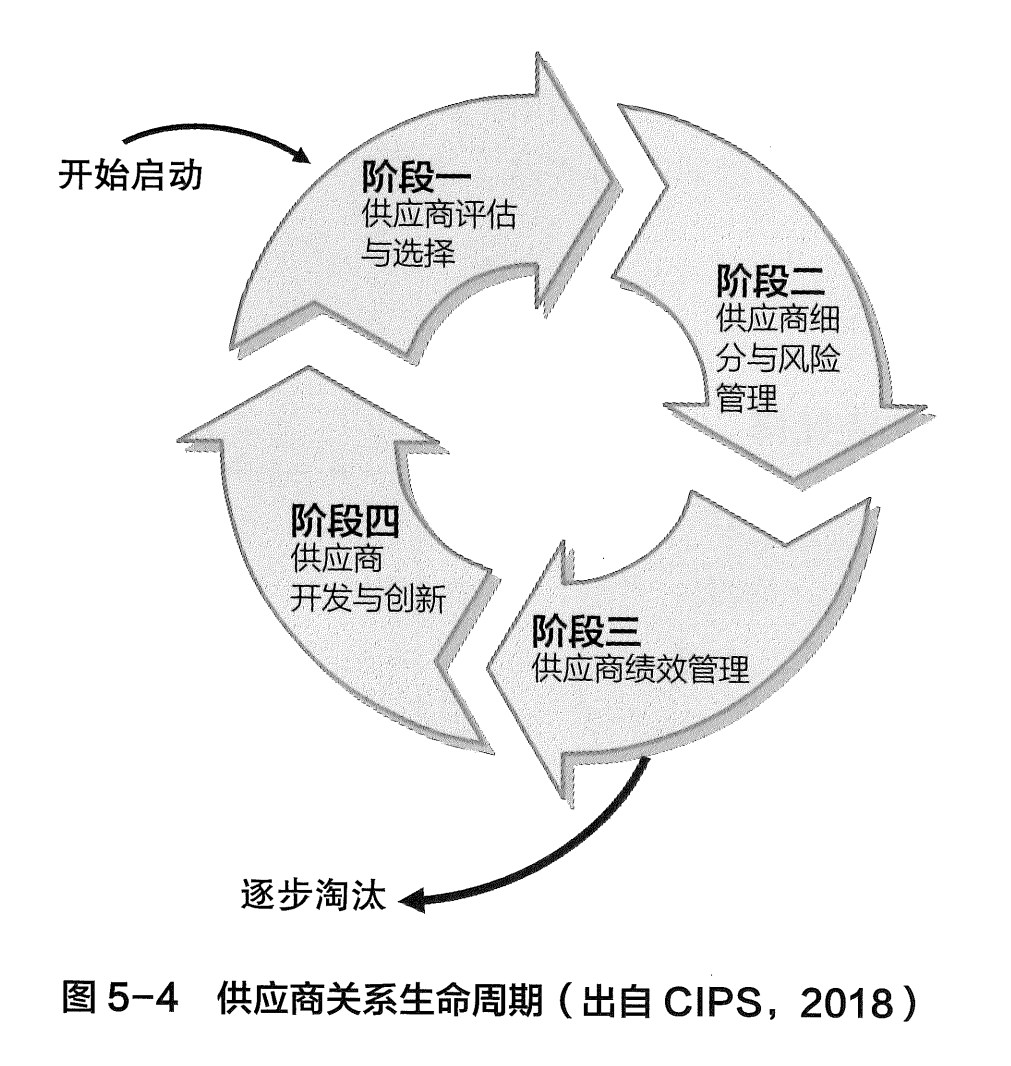 开始启动
阶段一
供应商评估
与选择
阶段二
供应商细
分与风险
管理
阶段三
供应商绩效管理
阶段四
供应商
开发与创新
逐步淘汰
图 5-4 供应商关系生命周期（出自 CIPS，2018）